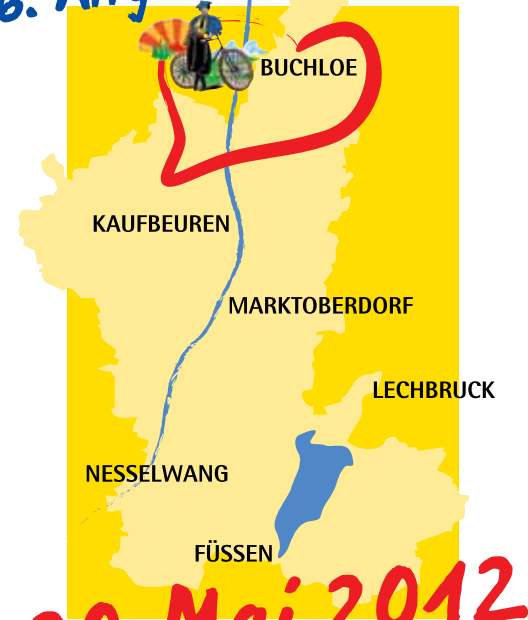 BUCHLOE
KAUFBEUREN
MARKTOBERDORF
LECHBRUCK
NESSELWANG
FÜSSEN
Mai 2012